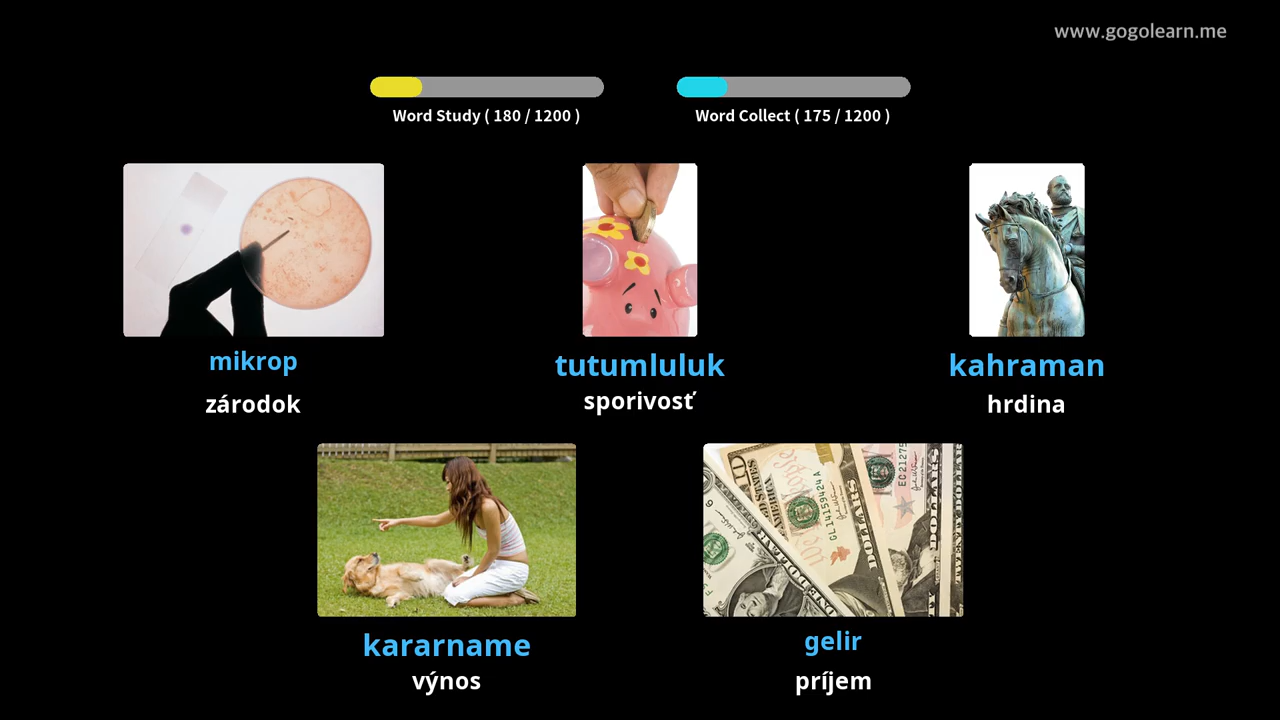 www.gogolearn.me
Word Study ( 180 / 1200 )
Word Collect ( 175 / 1200 )
mikrop
zárodok
tutumluluk
sporivosť
kahraman
hrdina
kararname
výnos
gelir
príjem